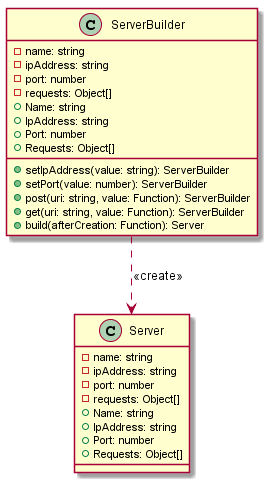 C ServerBuilder
name: string
ipAddress: string
port: number
requests: Object[]
Name: string
IpAddress: string
Port: number
Requests: Object[]
setIpAddress(value: string): ServerBuilder
setPort(value: number): ServerBuilder
post(uri: string, value: Function): ServerBuilder
get(uri: string, value: Function): ServerBuilder
build(afterCreation: Function): Server
«create»
C Server
name: string
ipAddress: string
port: number
requests: Object[]
Name: string
IpAddress: string
Port: number
Requests: Object[]